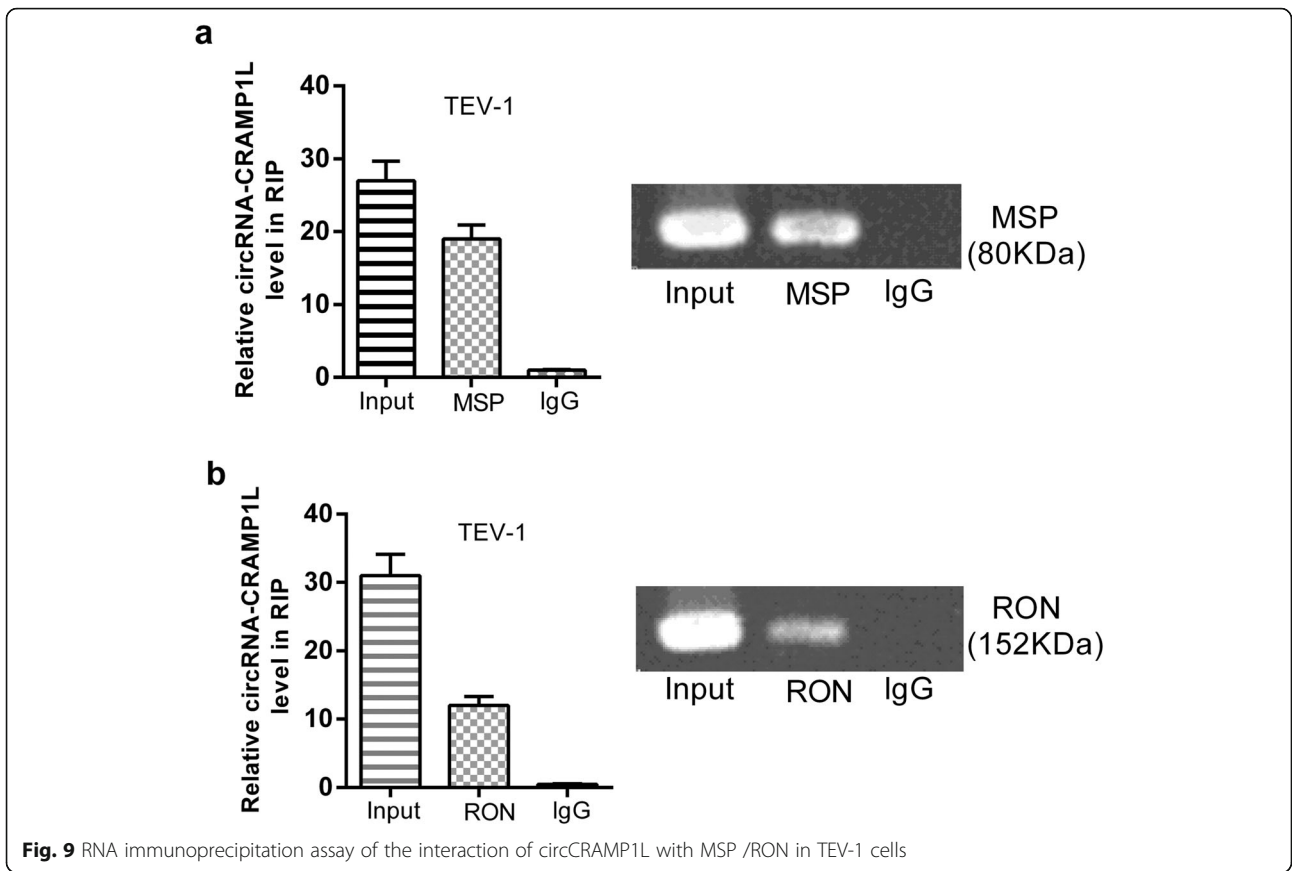 a
Relative circRNA-CRAMP1L
level in RIP
40
30
20
10
0
TEV-1
Input MSP IgG
Input MSP IgG
MSP
(80KDa)
b
Relative circRNA-CRAMP1L
level in RIP
40
30
20
10
0
TEV-1
Input RON IgG
Input RON IgG
RON
(152KDa)
Fig. 9 RNA immunoprecipitation assay of the interaction of circCRAMP1L with MSP /RON in TEV-1 cells